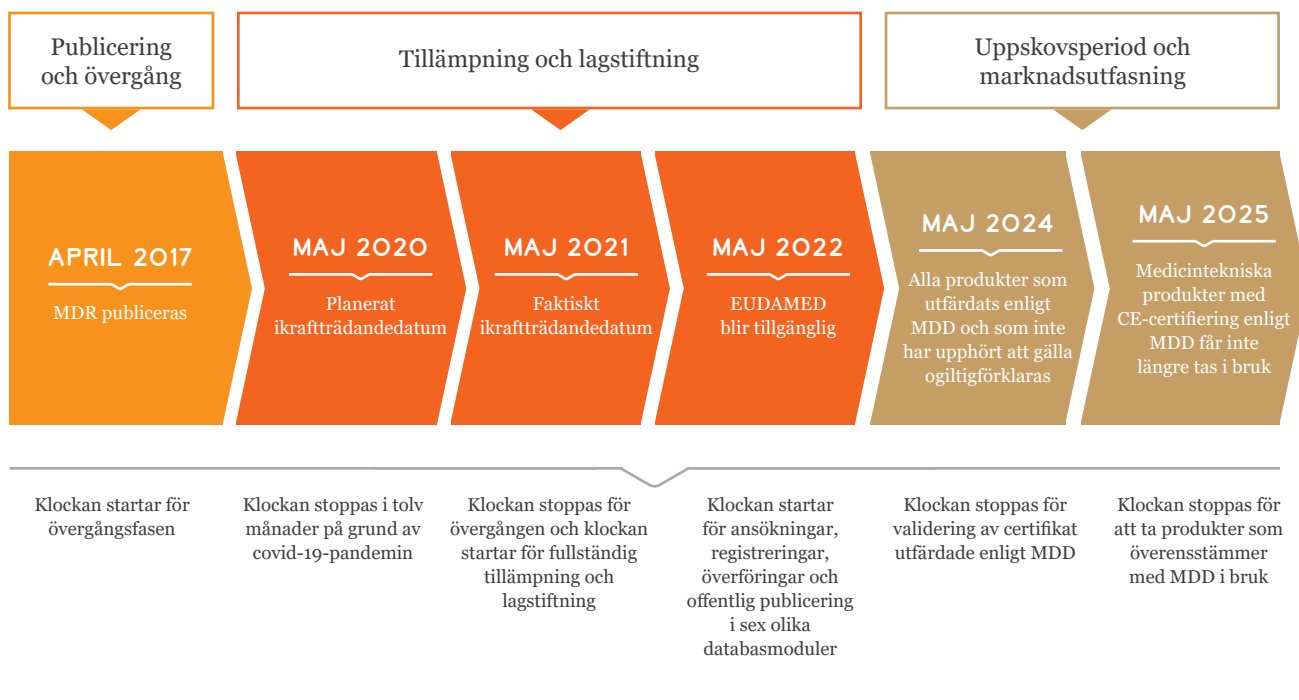 Publicering
och övergång
Tillämpning och lagstiftning
Uppskovsperiod och
marknadsutfasning
APRIL 2017
MDR publiceras
MAJ 2020
Planerat
ikraftträdandedatum
MAJ 2021
Faktiskt
ikraftträdandedatum
MAJ 2022
EUDAMED
blir tillgänglig
MAJ 2024
Alla produkter som
utfärdats enligt
MDD och som inte
har upphört att gälla
ogiltigförklaras
MAJ 2025
Medicintekniska
produkter med
CE-certifiering enligt
MDD får inte
längre tas i bruk
Klockan startar för
övergångsfasen
Klockan stoppas i tolv
månader på grund av
covid-19-pandemin
Klockan stoppas för
övergången och klockan
startar för fullständig
tillämpning och
lagstiftning
Klockan startar
för ansökningar,
registreringar,
överföringar och
offentlig publicering
i sex olika
databasmoduler
Klockan stoppas för
validering av certifikat
utfärdade enligt MDD
Klockan stoppas för
att ta produkter som
överensstämmer
med MDD i bruk